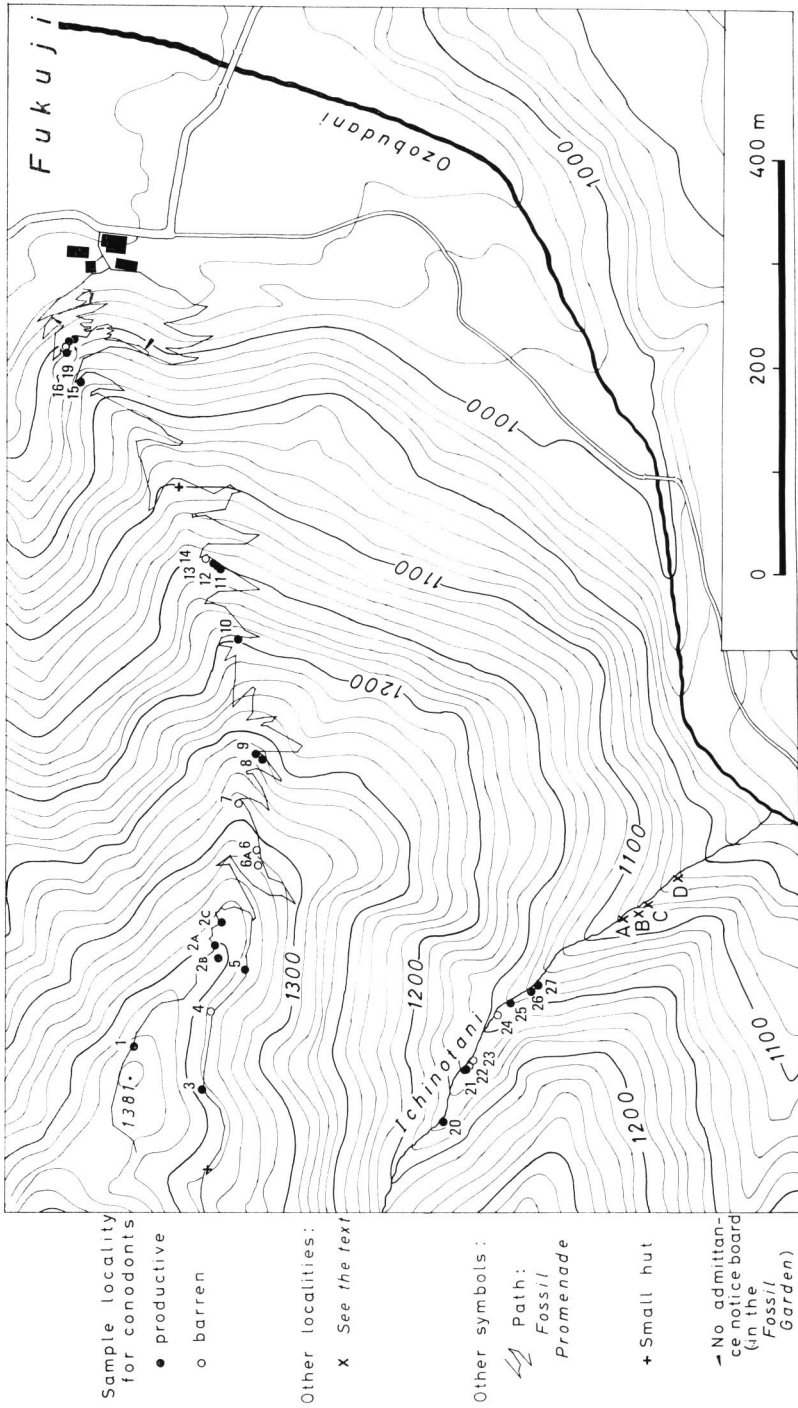 Fukuji
Ozobudani
1000
1000
1100
1200
1300
1200
1100
1200
1100
Ichinotani
1381
1
2A
2B
2C
3
4
5
6A 6
7
8 9
10
11
12
13 14
15
16-19
20
21
22
23
24
25
26
27
A
B
C
D
0 200 400 m
Sample locality
for conodonts
productive
barren
Other localities:
x See the text
Other symbols:
Path:
Fossil
Promenade
+ Small hut
No admittan-
ce notice board
(in the
Fossil
Garden)